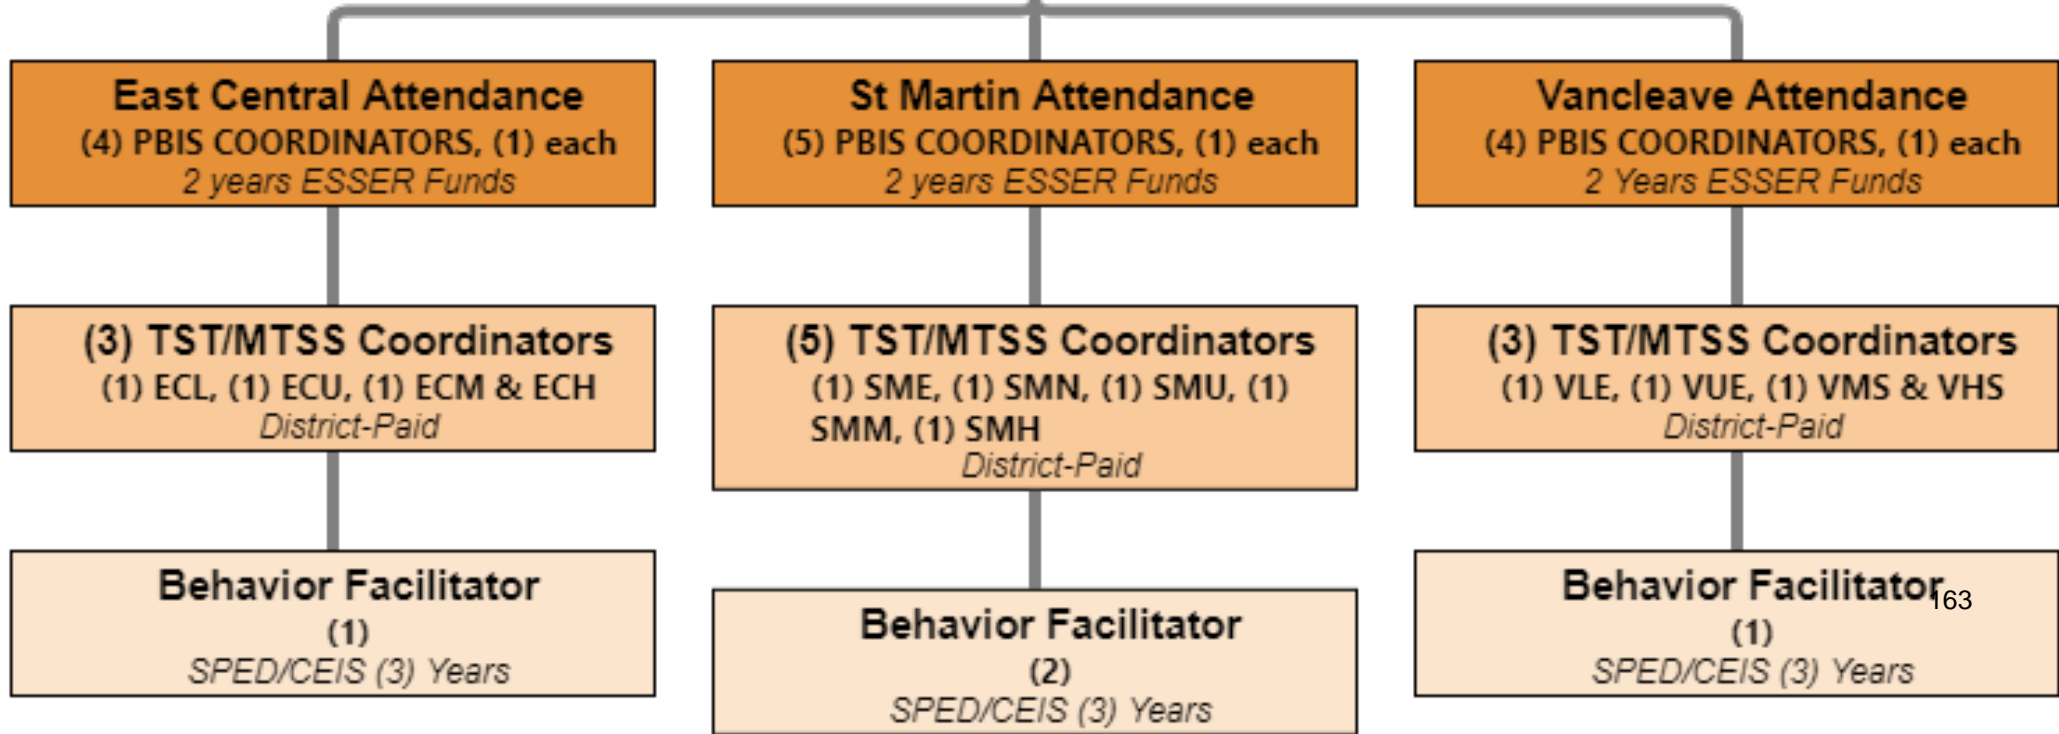 East Central Attendance
(4) PBIS COORDINATORS, (1) each
2 years ESSER Funds
(3) TST/MTSS Coordinators
(1) ECL, (1) ECU, (1) ECM & ECH
District-Paid
Behavior Facilitator
(1)
SPED/CEIS (3) Years
St Martin Attendance
(5) PBIS COORDINATORS, (1) each
2 years ESSER Funds
(5) TST/MTSS Coordinators
(1) SME, (1) SMN, (1) SMU, (1)
SMM, (1) SMH
District-Paid
Behavior Facilitator
(2)
SPED/CEIS (3) Years
Vancleave Attendance
(4) PBIS COORDINATORS, (1) each
2 Years ESSER Funds
(3) TST/MTSS Coordinators
(1) VLE, (1) VUE, (1) VMS & VHS
District-Paid
Behavior Facilitator
(1)
SPED/CEIS (3) Years
163